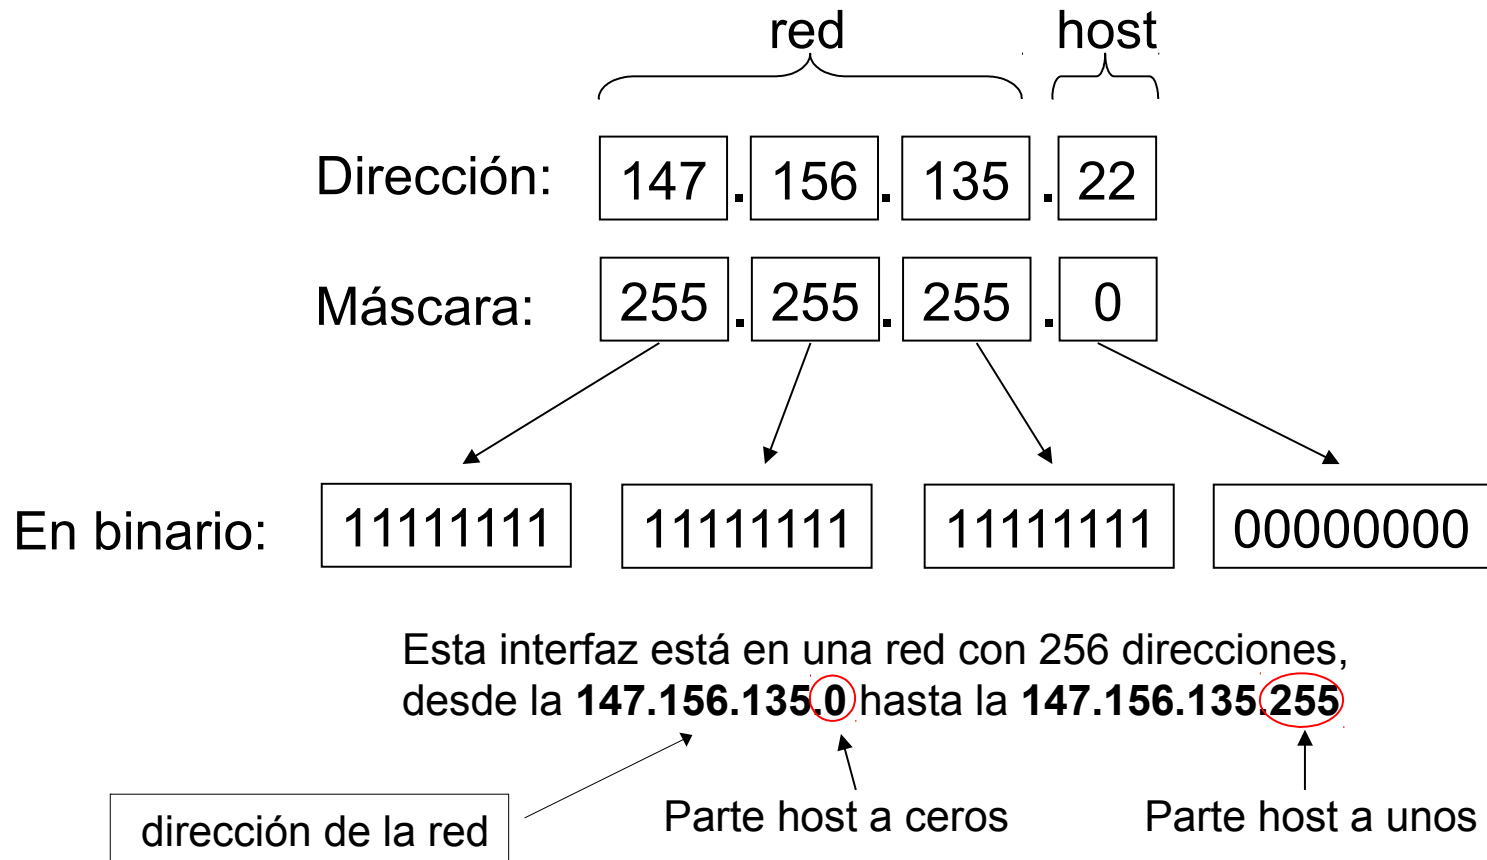 red host
Dirección: 147 . 156 . 135 . 22
Máscara: 255 . 255 . 255 . 0
En binario: 11111111 11111111 11111111 00000000
Esta interfaz está en una red con 256 direcciones,
desde la 147.156.135.0 hasta la 147.156.135.255
dirección de la red Parte host a ceros Parte host a unos